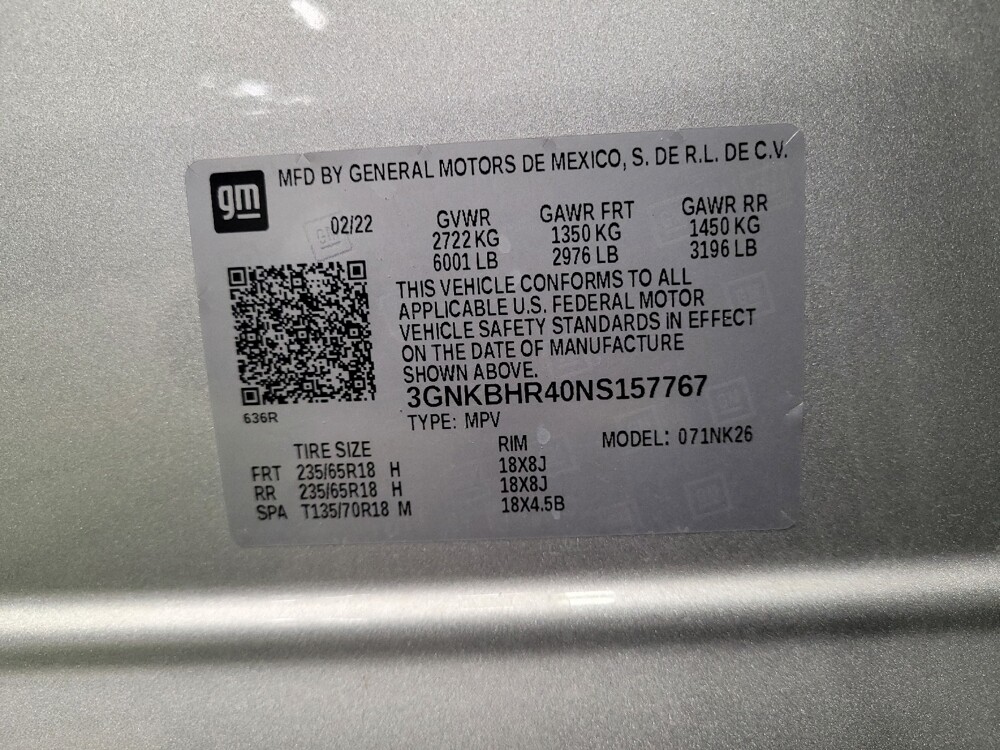 gm
MFD BY GENERAL MOTORS DE MEXICO, S. DE R.L. DE C.V.
02/22
GVWR GAWR FRT GAWR RR
2722 KG 1350 KG 1450 KG
6001 LB 2976 LB 3196 LB
THIS VEHICLE CONFORMS TO ALL
APPLICABLE U.S. FEDERAL MOTOR
VEHICLE SAFETY STANDARDS iN EFFECT
ON THE DATE OF MANUFACTURE
SHOWN ABOVE.
3GNKBHR40NS157767
636R
TYPE: MPV
MODEL: 071NK26
TIRE SIZE RIM
FRT 235/65R18 H 18X8J
RR 235/65R18 H 18X8J
SPA T135/70R18 M 18X4.5B